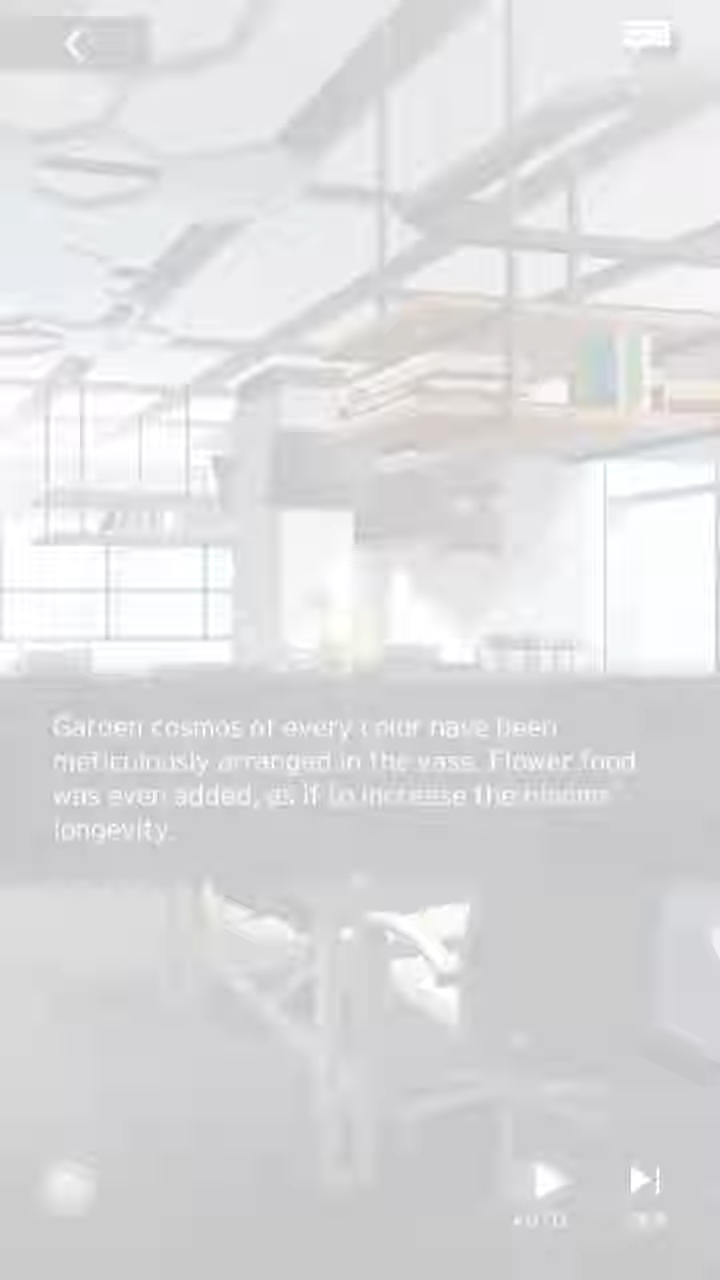 Garden cosmos of every color have been
meticulously arranged in the vase. Flower food
was even added, as if to increase the blooms'
longevity.
AUTO